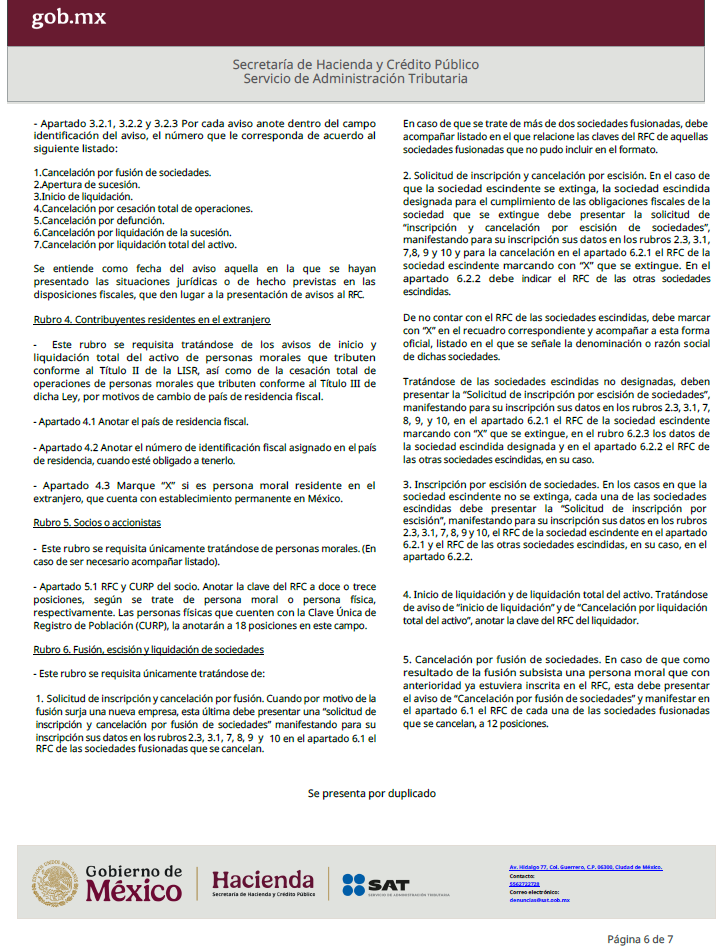 gob.mx
Secretaría de Hacienda y Crédito Público
Servicio de Administración Tributaria
- Apartado 3.2.1, 3.2.2 y 3.2.3 Por cada aviso anote dentro del campo
identificación del aviso, el número que le corresponda de acuerdo al
siguiente listado:
1.Cancelación por fusión de sociedades.
2.Apertura de sucesión.
3.Inicio de liquidación.
4.Cancelación por cesación total de operaciones.
5.Cancelación por defunción.
6.Cancelación por liquidación de la sucesión.
7.Cancelación por liquidación total del activo.
Se entiende como fecha del aviso aquella en la que se hayan
presentado las situaciones jurídicas o de hecho previstas en las
disposiciones fiscales, que den lugar a la presentación de avisos al RFC.
Rubro 4. Contribuyentes residentes en el extranjero
- Este rubro se requisita tratándose de los avisos de inicio y
liquidación total del activo de personas morales que tributen
conforme al Título II de la LISR, así como de la cesación total de
operaciones de personas morales que tributen conforme al Título III de
dicha Ley, por motivos de cambio de país de residencia fiscal.
- Apartado 4.1 Anotar el país de residencia fiscal.
- Apartado 4.2 Anotar el número de identificación fiscal asignado en el país
de residencia, cuando esté obligado a tenerlo.
- Apartado 4.3 Marque “X” si es persona moral residente en el
extranjero, que cuenta con establecimiento permanente en México.
Rubro 5. Socios o accionistas
- Este rubro se requisita únicamente tratándose de personas morales. (En
caso de ser necesario acompañar listado).
- Apartado 5.1 RFC y CURP del socio. Anotar la clave del RFC a doce o trece
posiciones, según se trate de persona moral o persona física,
respectivamente. Las personas físicas que cuenten con la Clave Única de
Registro de Población (CURP), la anotarán a 18 posiciones en este campo.
Rubro 6. Fusión, escisión y liquidación de sociedades
- Este rubro se requisita únicamente tratándose de:
1. Solicitud de inscripción y cancelación por fusión. Cuando por motivo de la
fusión surja una nueva empresa, esta última debe presentar una “solicitud de
inscripción y cancelación por fusión de sociedades” manifestando para su
inscripción sus datos en los rubros 2.3, 3.1, 7, 8, 9 y 10 en el apartado 6.1 el
RFC de las sociedades fusionadas que se cancelan.
En caso de que se trate de más de dos sociedades fusionadas, debe
acompañar listado en el que relacione las claves del RFC de aquellas
sociedades fusionadas que no pudo incluir en el formato.
2. Solicitud de inscripción y cancelación por escisión. En el caso de
que la sociedad escindente se extinga, la sociedad escindida
designada para el cumplimiento de las obligaciones fiscales de la
sociedad que se extingue debe presentar la solicitud de
“inscripción y cancelación por escisión de sociedades”,
manifestando para su inscripción sus datos en los rubros 2.3, 3.1,
7,8, 9 y 10 y para la cancelación en el apartado 6.2.1 el RFC de la
sociedad escindente marcando con “X” que se extingue. En el
apartado 6.2.2 debe indicar el RFC de las otras sociedades
escindidas.
De no contar con el RFC de las sociedades escindidas, debe marcar
con “X” en el recuadro correspondiente y acompañar a esta forma
oficial, listado en el que se señale la denominación o razón social
de dichas sociedades.
Tratándose de las sociedades escindidas no designadas, deben
presentar la “Solicitud de inscripción por escisión de sociedades”,
manifestando para su inscripción sus datos en los rubros 2.3, 3.1, 7,
8, 9, y 10, en el apartado 6.2.1 el RFC de la sociedad escindente
marcando con “X” que se extingue, en el rubro 6.2.3 los datos de
la sociedad escindida designada y en el apartado 6.2.2 el RFC de
las otras sociedades escindidas, en su caso.
3. Inscripción por escisión de sociedades. En los casos en que la
sociedad escindente no se extinga, cada una de las sociedades
escindidas debe presentar la “Solicitud de inscripción por
escisión”, manifestando para su inscripción sus datos en los rubros
2.3, 3.1, 7, 8, 9 y 10, el RFC de la sociedad escindente en el apartado
6.2.1 y el RFC de las otras sociedades escindidas, en su caso, en el
apartado 6.2.2.
4. Inicio de liquidación y de liquidación total del activo. Tratándose
de aviso de “inicio de liquidación” y de “Cancelación por liquidación
total del activo”, anotar la clave del RFC del liquidador.
5. Cancelación por fusión de sociedades. En caso de que como
resultado de la fusión subsista una persona moral que con
anterioridad ya estuviera inscrita en el RFC, esta debe presentar
el aviso de “Cancelación por fusión de sociedades” y manifestar en
el apartado 6.1 el RFC de cada una de las sociedades fusionadas
que se cancelan, a 12 posiciones.
Se presenta por duplicado
Gobierno de
México
Hacienda
Secretaría de Hacienda y Crédito Público
SAT
SERVICIO DE ADMINISTRACIÓN TRIBUTARIA
Av. Hidalgo 77, Col. Guerrero, C.P. 06300, Ciudad de México.
Contacto:
5562722728
Correo electrónico:
denuncias@sat.gob.mx
Página 6 de 7